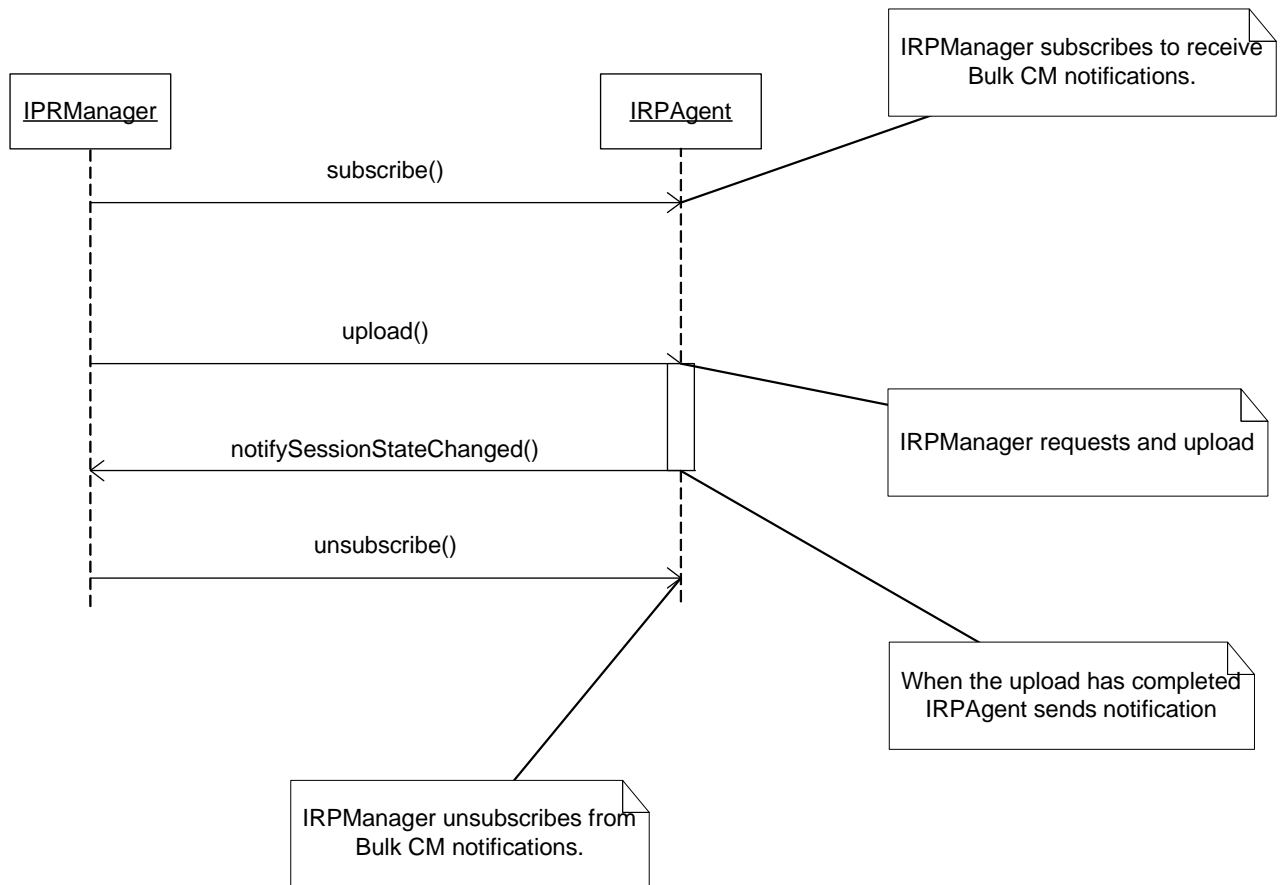 IRPManager subscribes to receive
Bulk CM notifications.
IPRManager
IRPAgent
subscribe()
upload()
IRPManager requests and upload
notifySessionStateChanged()
unsubscribe()
When the upload has completed
IRPAgent sends notification
IRPManager unsubscribes from
Bulk CM notifications.